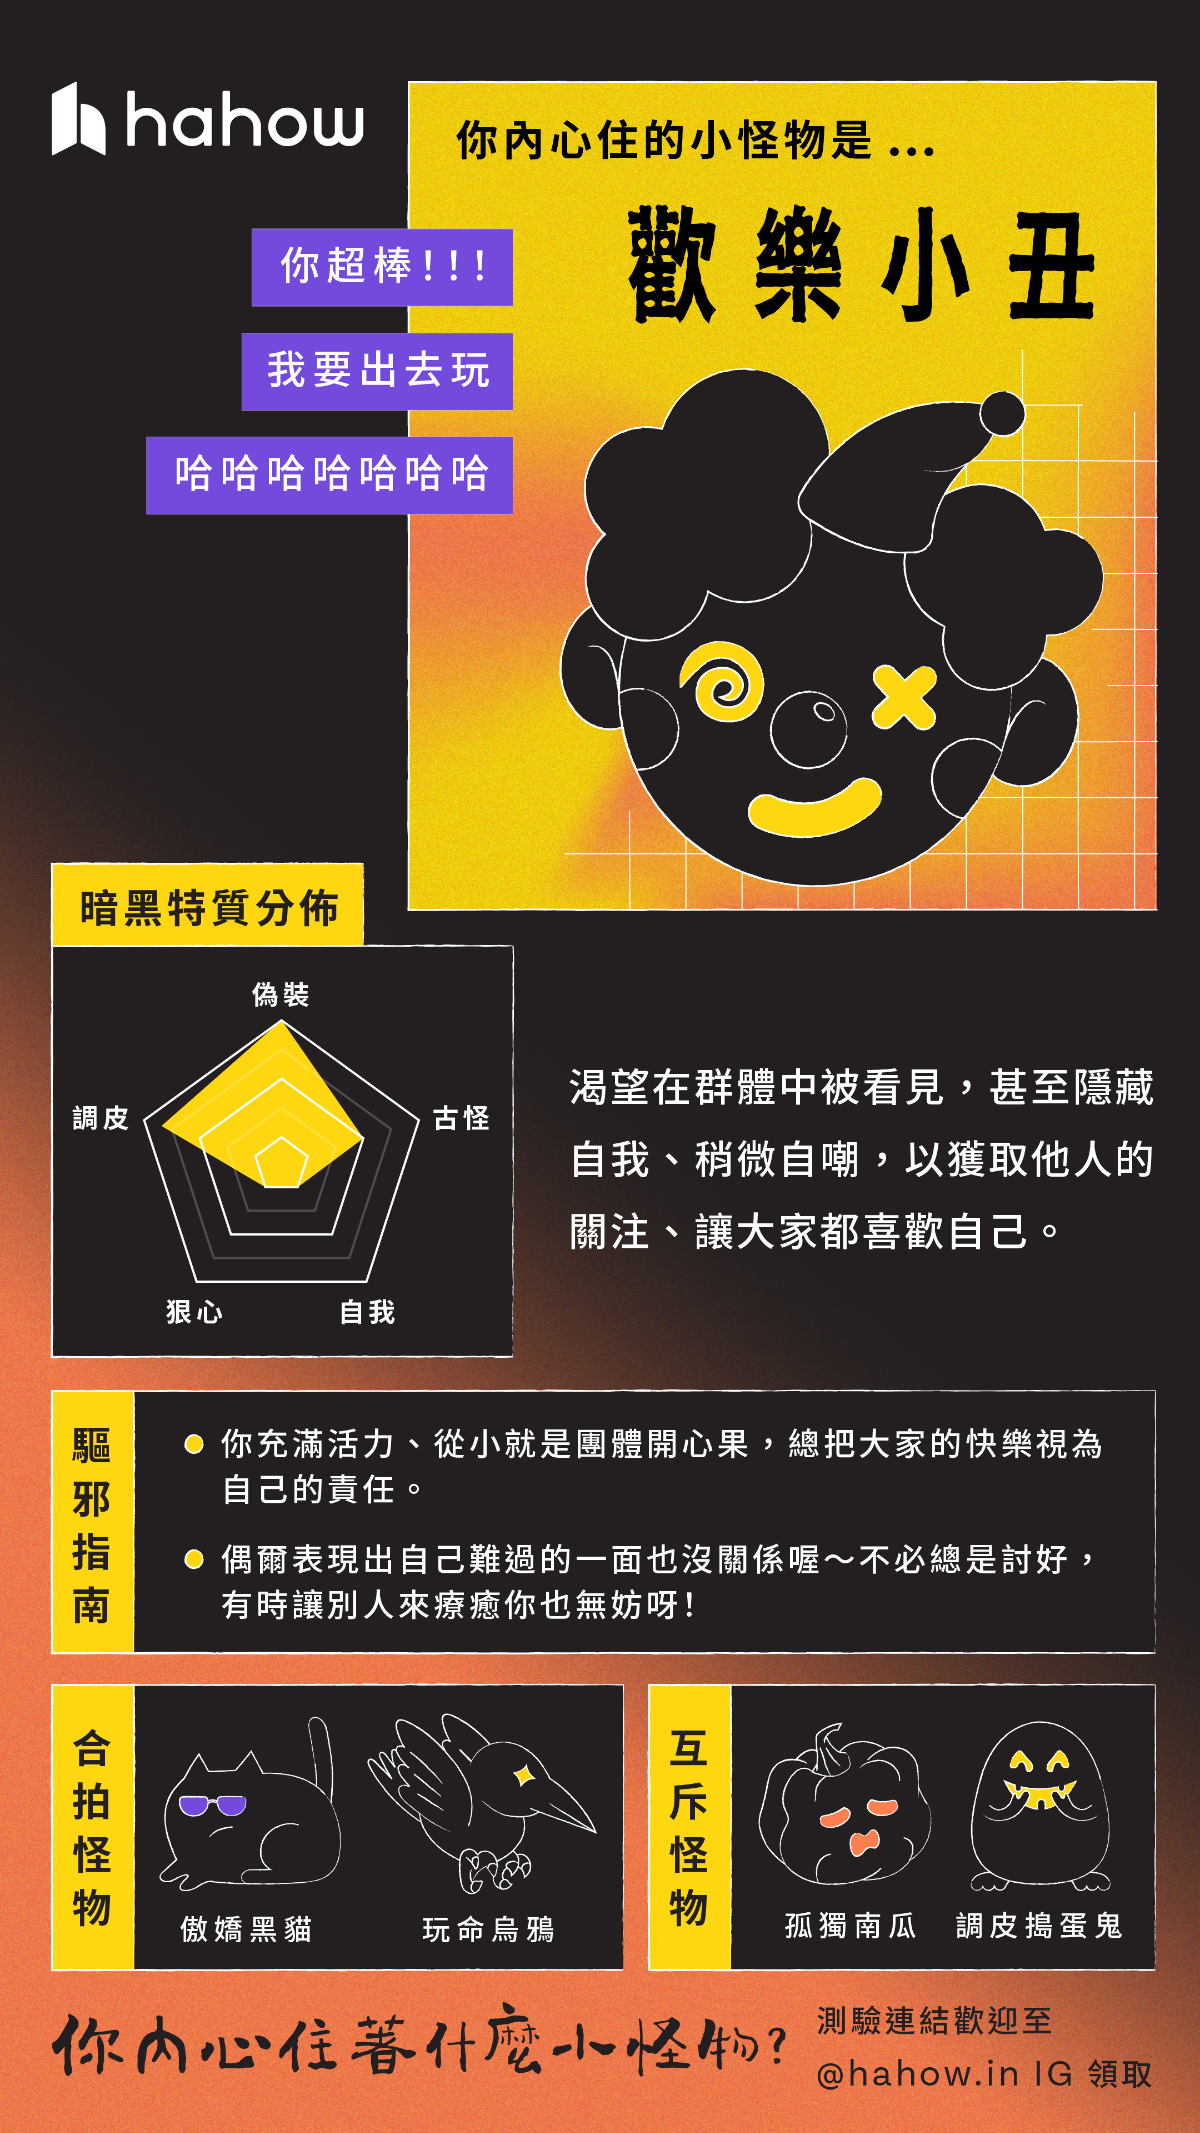 hahow
你內心住的小怪物是 ...
歡樂小丑
你超棒!!!
我要出去玩
哈哈哈哈哈哈哈
暗黑特質分佈
偽裝
調皮
古怪
狠心
自我
渴望在群體中被看見，甚至隱藏
自我、稍微自嘲，以獲取他人的
關注、讓大家都喜歡自己。
驅邪指南
你充滿活力、從小就是團體開心果，總把大家的快樂視為
自己的責任。
偶爾表現出自己難過的一面也沒關係喔～不必總是討好，
有時讓別人來療癒你也無妨呀!
合拍怪物
傲嬌黑貓
玩命烏鴉
互斥怪物
孤獨南瓜
調皮搗蛋鬼
你內心住著什麼小怪物?
測驗連結歡迎至
@hahow.in IG 領取